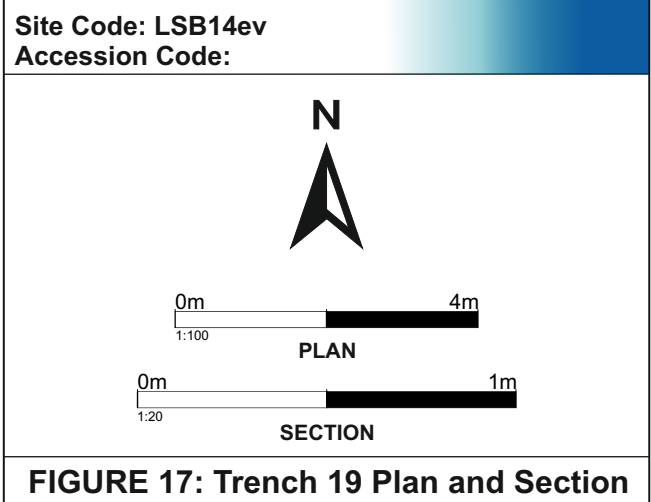 Site Code: LSB14ev
Accession Code:
N
0m 4m
1:100
PLAN
0m 1m
1:20
SECTION
FIGURE 17: Trench 19 Plan and Section